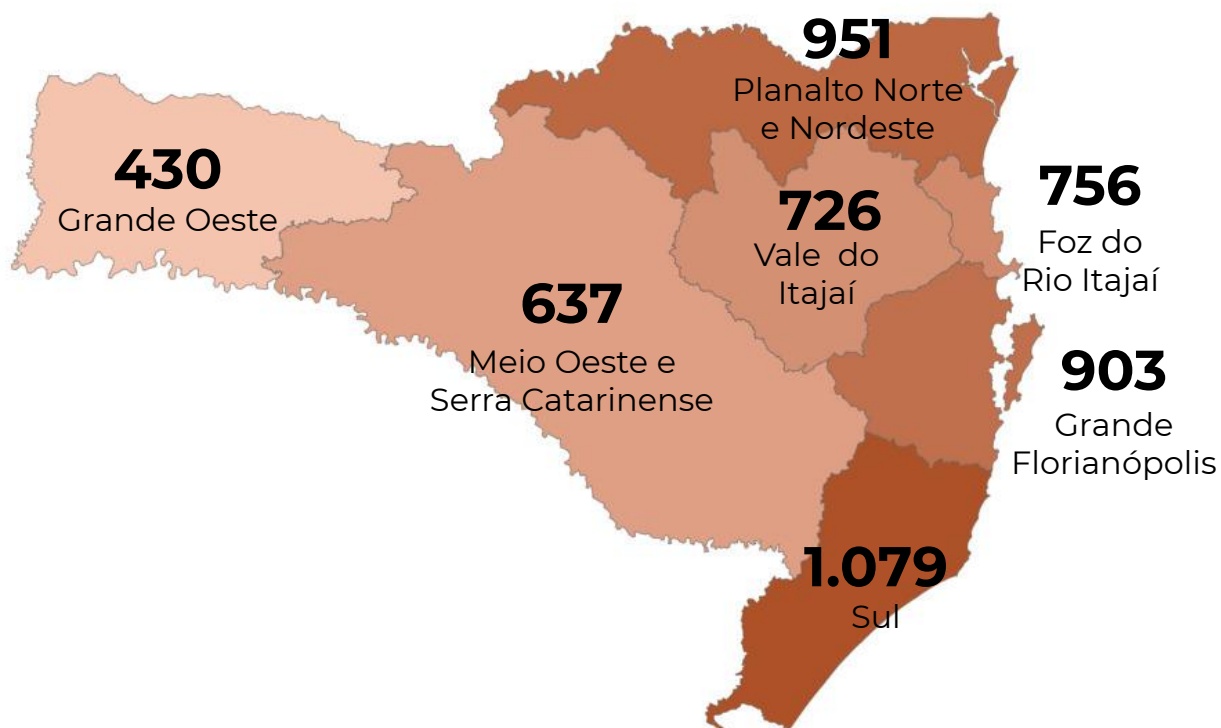 951
Planalto Norte
e Nordeste
430
Grande Oeste
726
Vale do
Itajaí
756
Foz do
Rio Itajaí
637
Meio Oeste e
Serra Catarinense
903
Grande
Florianópolis
1.079
Sul